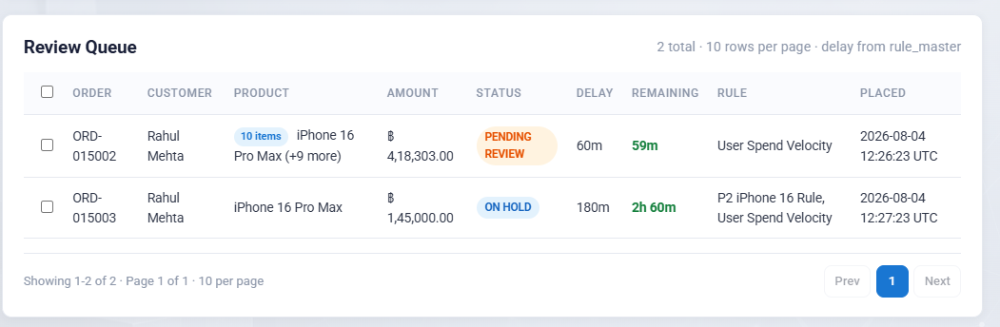 Review Queue
2 total · 10 rows per page · delay from rule_master
ORDER CUSTOMER PRODUCT AMOUNT STATUS DELAY REMAINING RULE PLACED
ORD-
015002
Rahul
Mehta
10 items iPhone 16
Pro Max (+9 more)
฿
4,18,303.00
PENDING
REVIEW
60m
59m
User Spend Velocity
2026-08-04
12:26:23 UTC
ORD-
015003
Rahul
Mehta
iPhone 16 Pro Max
฿
1,45,000.00
ON HOLD
180m
2h 60m
P2 iPhone 16 Rule,
User Spend Velocity
2026-08-04
12:27:23 UTC
Showing 1-2 of 2 · Page 1 of 1 · 10 per page
Prev 1 Next